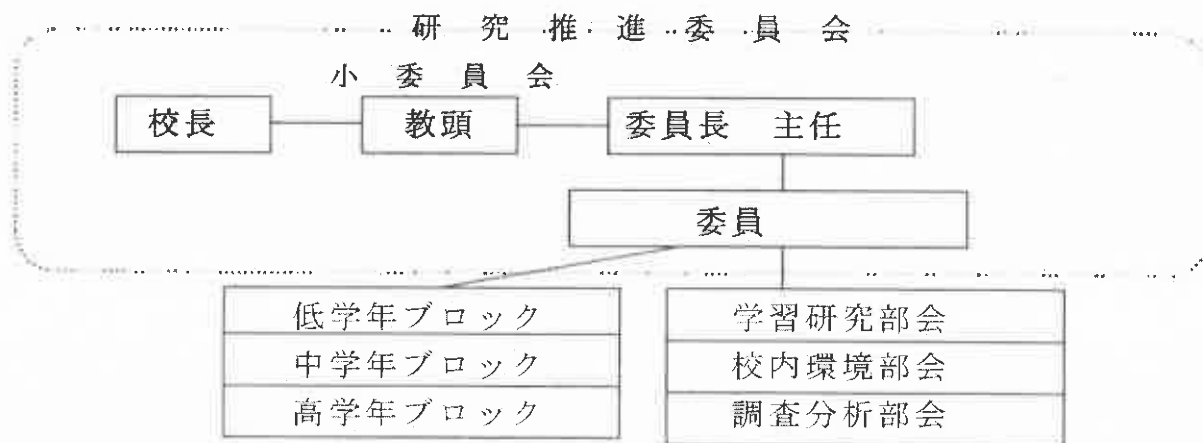 研究推進委員会
小委員会
校長 教頭 委員長 主任
委員
低学年ブロック
中学年ブロック
高学年ブロック
学習研究部会
校内環境部会
調査分析部会